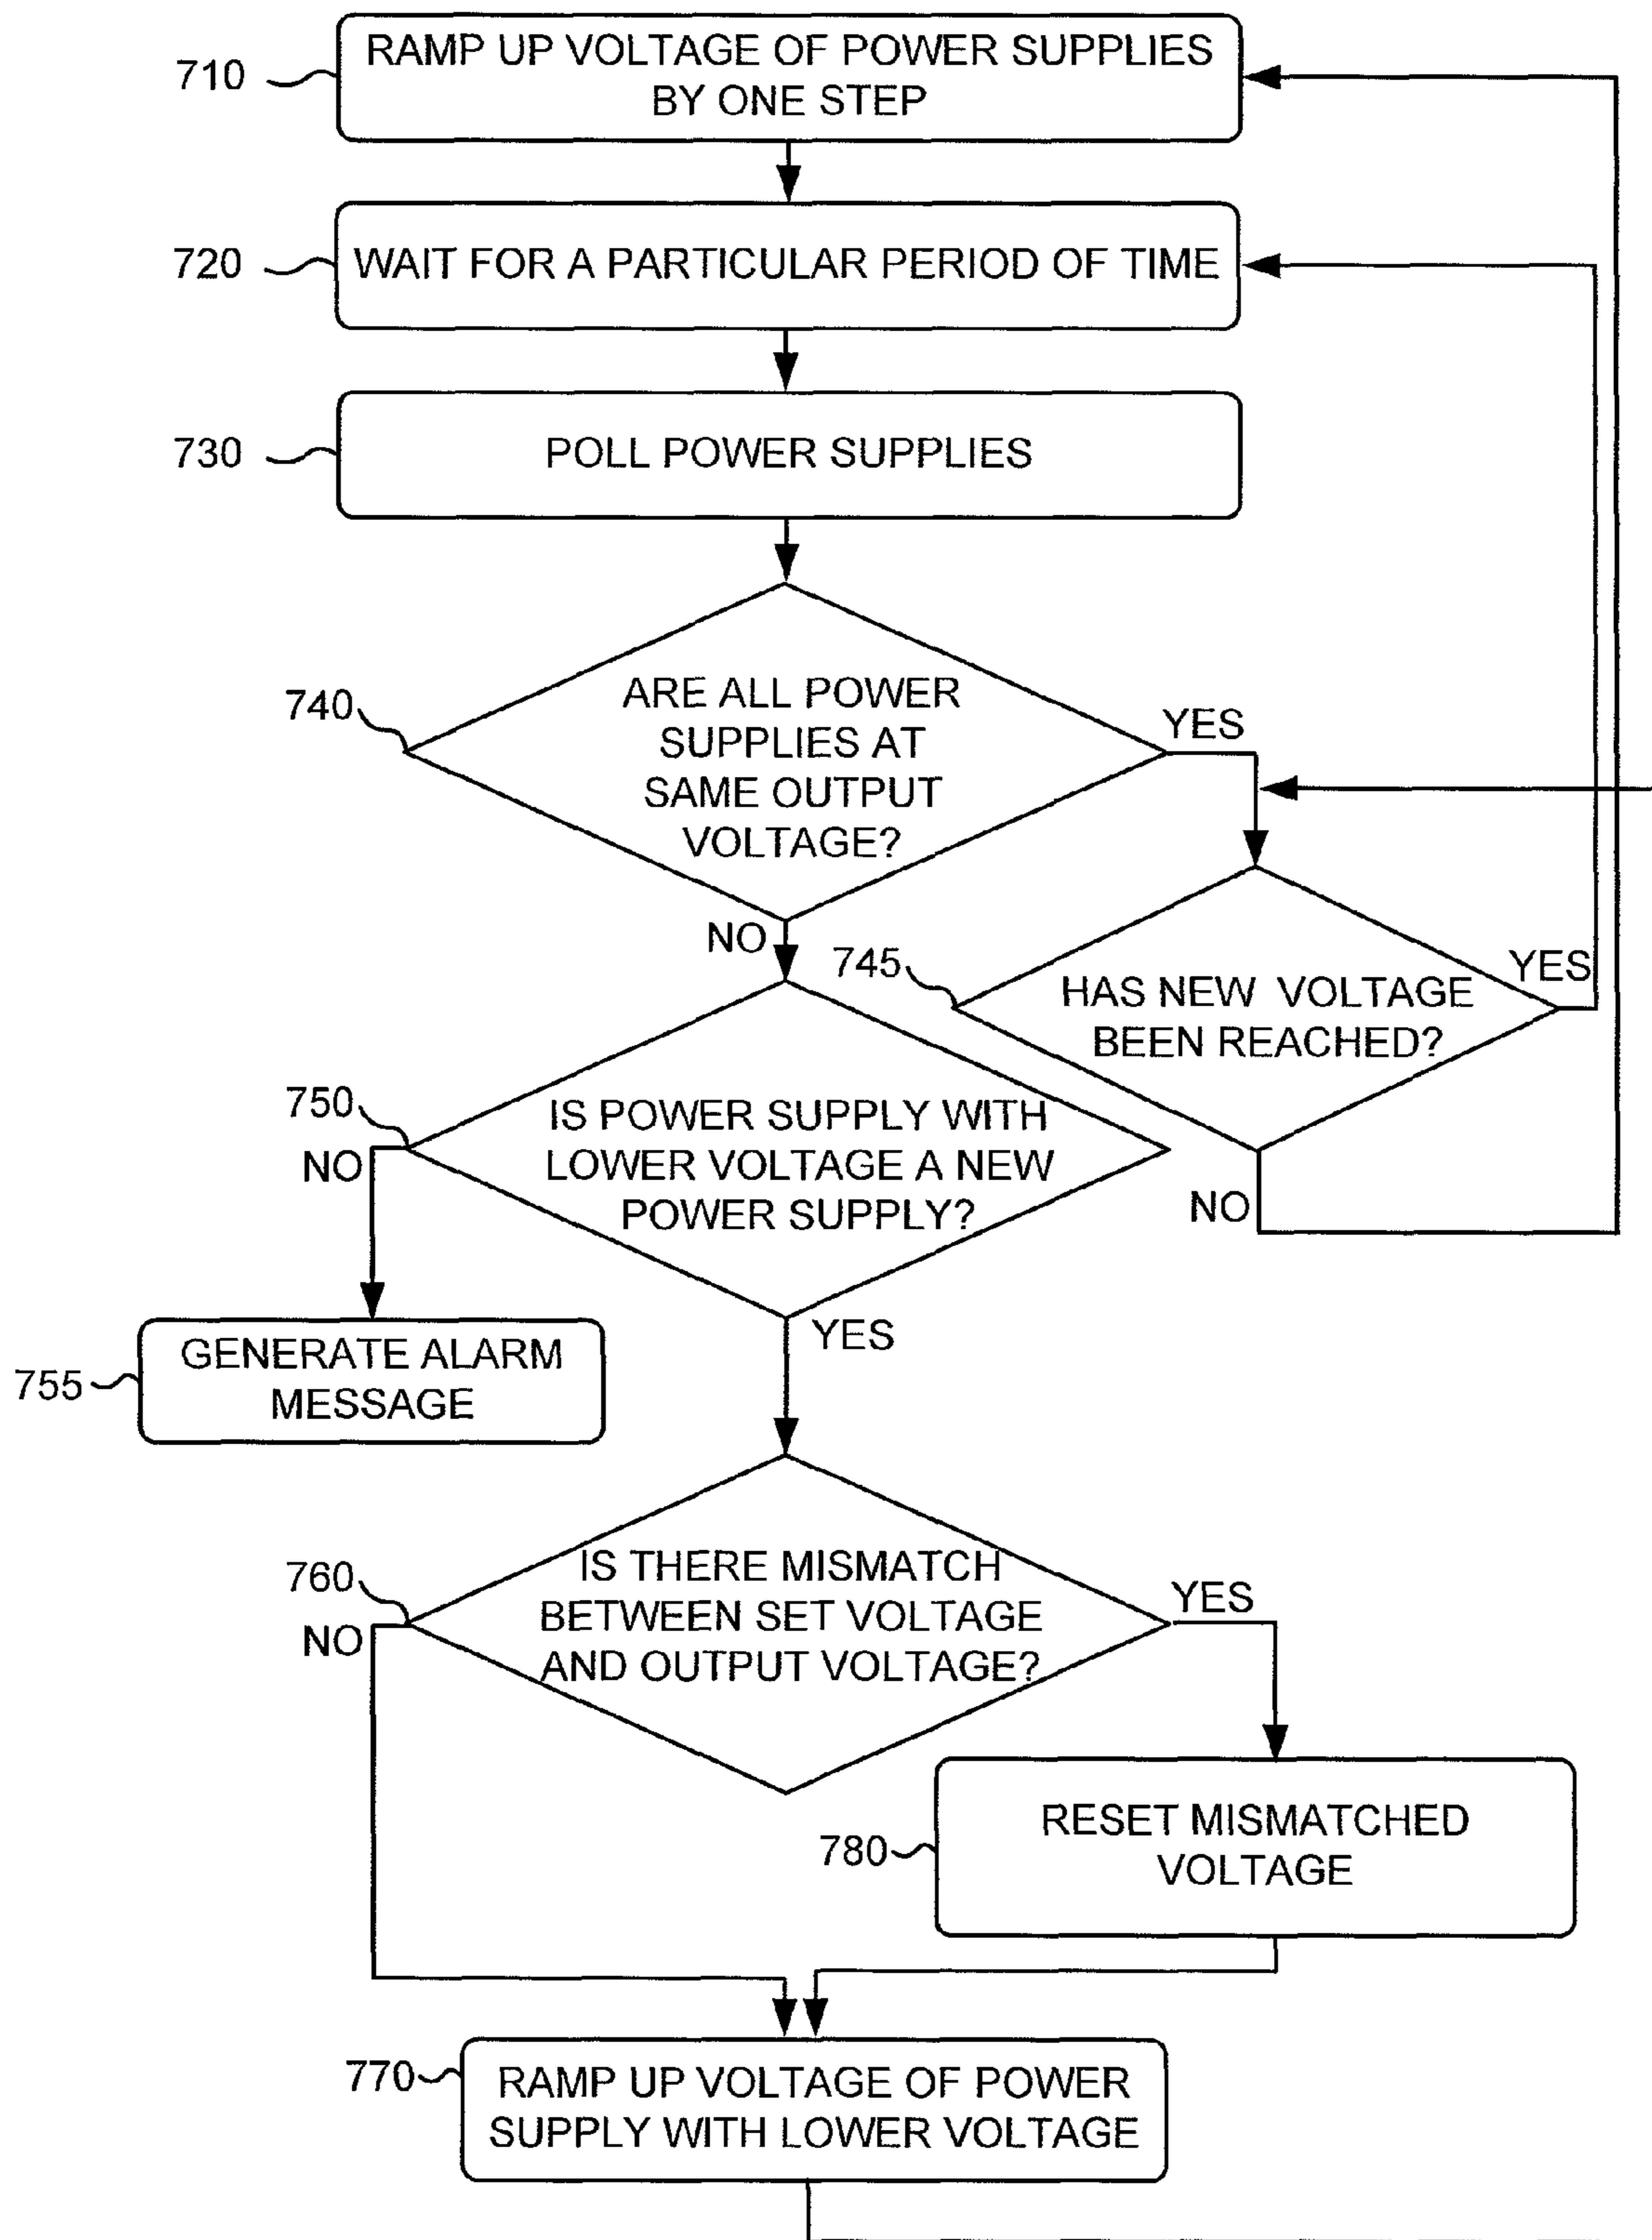 710
RAMP UP VOLTAGE OF POWER SUPPLIES
BY ONE STEP
720
WAIT FOR A PARTICULAR PERIOD OF TIME
730
POLL POWER SUPPLIES
740
ARE ALL POWER
SUPPLIES AT
SAME OUTPUT
VOLTAGE?
YES
NO
745
HAS NEW VOLTAGE
BEEN REACHED?
YES
NO
750
IS POWER SUPPLY WITH
LOWER VOLTAGE A NEW
POWER SUPPLY?
NO
YES
755
GENERATE ALARM
MESSAGE
760
IS THERE MISMATCH
BETWEEN SET VOLTAGE
AND OUTPUT VOLTAGE?
YES
NO
780
RESET MISMATCHED
VOLTAGE
770
RAMP UP VOLTAGE OF POWER
SUPPLY WITH LOWER VOLTAGE